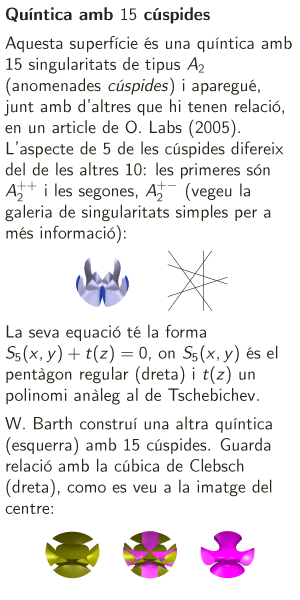 Quíntica amb 15 cúspides
Aquesta superfície és una quíntica amb
15 singularitats de tipus A₂
(anomenades cúspides) i aparegué,
junt amb d'altres que hi tenen relació,
en un article de O. Labs (2005).
L'aspecte de 5 de les cúspides difereix
del de les altres 10: les primeres són
A₂⁺⁺ i les segones, A₂⁺⁻ (vegeu la
galeria de singularitats simples per a
més informació):
La seva equació té la forma
S₅(x, y) + t(z) = 0, on S₅(x, y) és el
pentàgon regular (dreta) i t(z) un
polinomi anàleg al de Tschebichev.
W. Barth construí una altra quíntica
(esquerra) amb 15 cúspides. Guarda
relació amb la cúbica de Clebsch
(dreta), como es veu a la imatge del
centre: